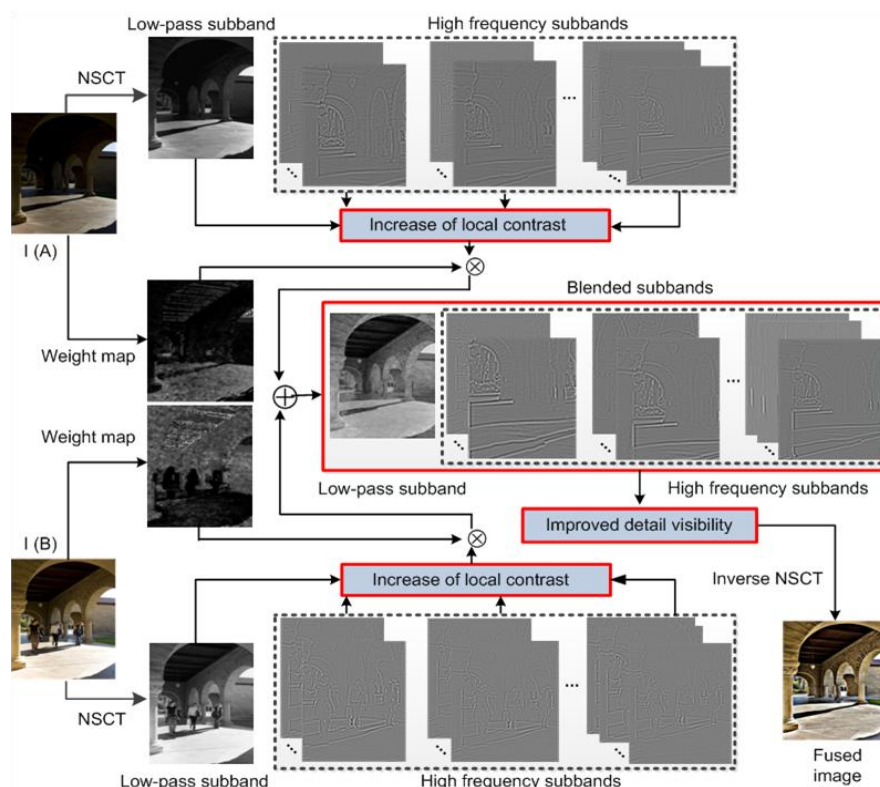 Low-pass subband
High frequency subbands
NSCT
...
Increase of local contrast
I (A)
Blended subbands
Weight map
...
Weight map
Low-pass subband
High frequency subbands
Improved detail visibility
I (B)
Increase of local contrast
Inverse NSCT
...
NSCT
Low-pass subband
High frequency subbands
Fused
image